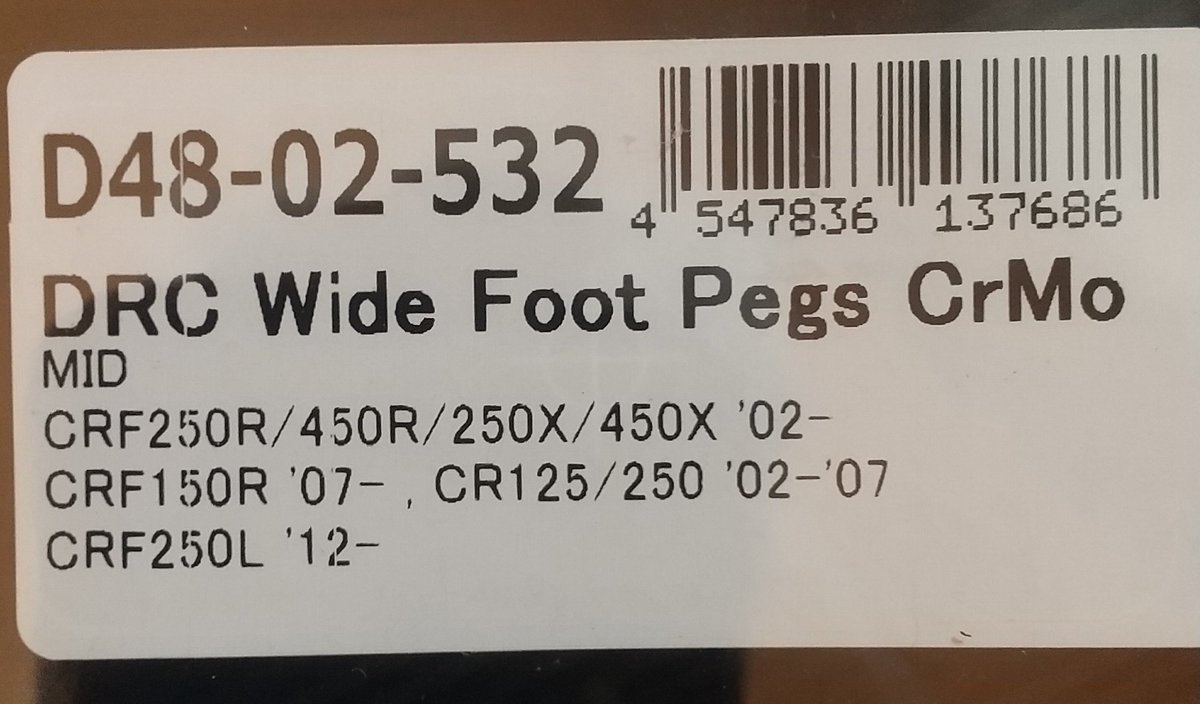 D48-02-532
4 547836 137686
DRC Wide Foot Pegs CrMo
MID
CRF250R/450R/250X/450X '02-
CRF150R '07- , CR125/250 '02-'07
CRF250L '12-